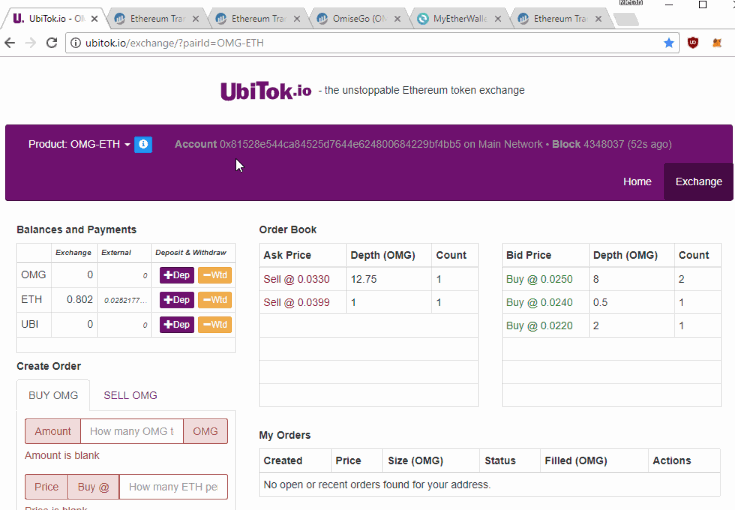 UbiTok.io - O
Ethereum Tra
Ethereum Tra
OmiseGo (OM
MyEtherWalle
Ethereum Tra
ubitok.io/exchange/?pairId=OMG-ETH
UbiTok.io - the unstoppable Ethereum token exchange
Product: OMG-ETH
Account 0x81528e544ca84525d7644e624800684229bf4bb5 on Main Network • Block 4348037 (52s ago)
Home
Exchange
Balances and Payments
Exchange External Deposit & Withdraw
OMG 0 0 Dep Wtd
ETH 0.802 0.0252177... Dep Wtd
UBI 0 0 Dep Wtd
Order Book
Ask Price Depth (OMG) Count
Sell @ 0.0330 12.75 1
Sell @ 0.0399 1 1
Bid Price Depth (OMG) Count
Buy @ 0.0250 8 2
Buy @ 0.0240 0.5 1
Buy @ 0.0220 2 1
Create Order
BUY OMG SELL OMG
Amount How many OMG t OMG
Amount is blank
Price Buy @ How many ETH pe
Price is blank
My Orders
Created Price Size (OMG) Status Filled (OMG) Actions
No open or recent orders found for your address.